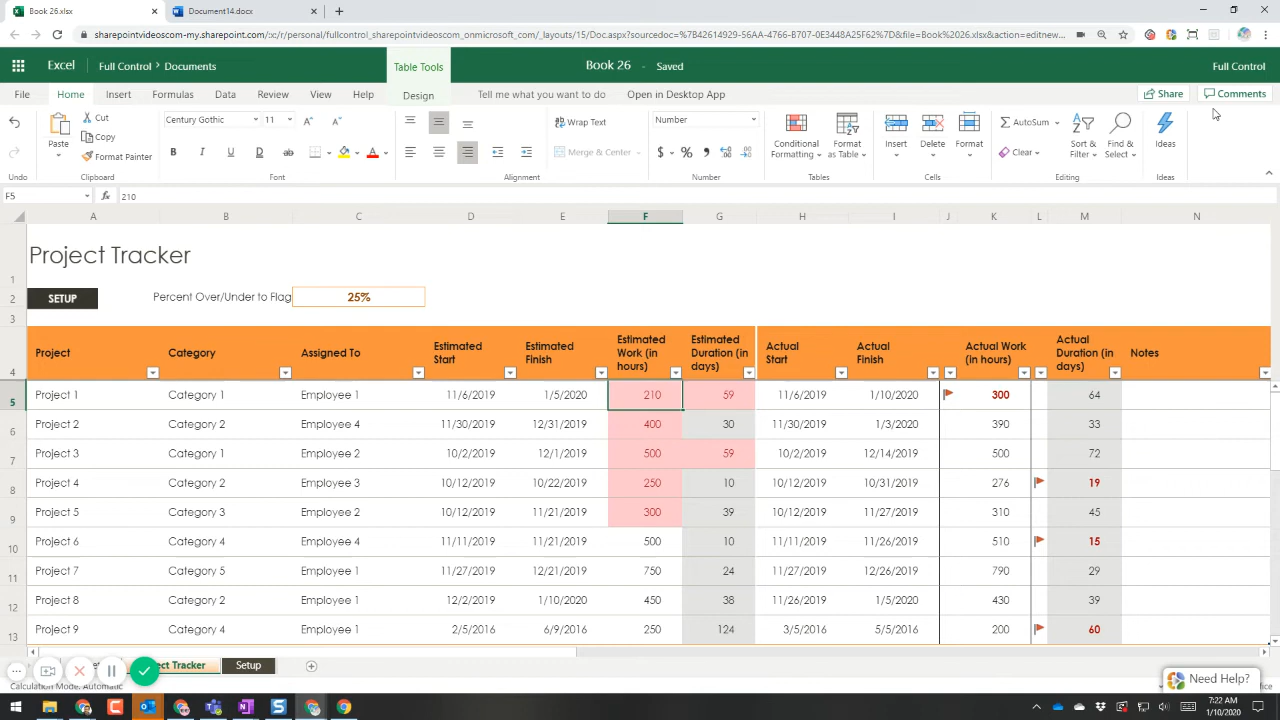 Book 26.xlsx
Document14.docx
sharepointvideoscom-my.sharepoint.com/:x:/r/personal/fullcontrol_sharepointvideoscom_onmicrosoft_com/_layouts/15/Doc.aspx?sourcedoc=%7B42614929-56AA-4180-B707-0E3448A25F62%7D&file=Book%2026.xlsx&action=editnew...
Excel Full Control > Documents Table Tools Book 26 - Saved Full Control
File Home Insert Formulas Data Review View Help Design Tell me what you want to do Open in Desktop App Share Comments
Cut Century Gothic 11 Wrap Text Number AutoSum
Paste Copy Format Painter B I U D ab A Merge & Center $ % Conditional Formatting Format as Table Insert Delete Format Clear Sort & Filter Find & Select Ideas
Undo Clipboard Font Alignment Number Tables Cells Editing Ideas
F5 fx 210
A B C D E F G H I J K L M N
Project Tracker
1
2 SETUP Percent Over/Under to Flag 25%
3
4 Project Category Assigned To Estimated Start Estimated Finish Estimated Work (in hours) Estimated Duration (in days) Actual Start Actual Finish Actual Work (in hours) Actual Duration (in days) Notes
5 Project 1 Category 1 Employee 1 11/6/2019 1/5/2020 210 59 11/6/2019 1/10/2020 300 64
6 Project 2 Category 2 Employee 4 11/30/2019 12/31/2019 400 30 11/30/2019 1/3/2020 390 33
7 Project 3 Category 1 Employee 2 10/2/2019 12/1/2019 500 59 10/2/2019 12/14/2019 500 72
8 Project 4 Category 2 Employee 3 10/12/2019 10/22/2019 250 10 10/12/2019 10/31/2019 276 19
9 Project 5 Category 3 Employee 2 10/12/2019 11/21/2019 300 39 10/12/2019 11/27/2019 310 45
10 Project 6 Category 4 Employee 4 11/11/2019 11/21/2019 500 10 11/11/2019 11/26/2019 510 15
11 Project 7 Category 5 Employee 1 11/27/2019 12/21/2019 750 24 11/27/2019 12/26/2019 790 29
12 Project 8 Category 2 Employee 1 12/2/2019 1/10/2020 450 38 11/26/2019 1/5/2020 430 39
13 Project 9 Category 4 Employee 1 2/5/2016 6/9/2016 250 124 3/5/2016 5/5/2016 200 60
ct Tracker Setup
Calculation Mode: Automatic
Need Help?
7:22 AM
1/10/2020